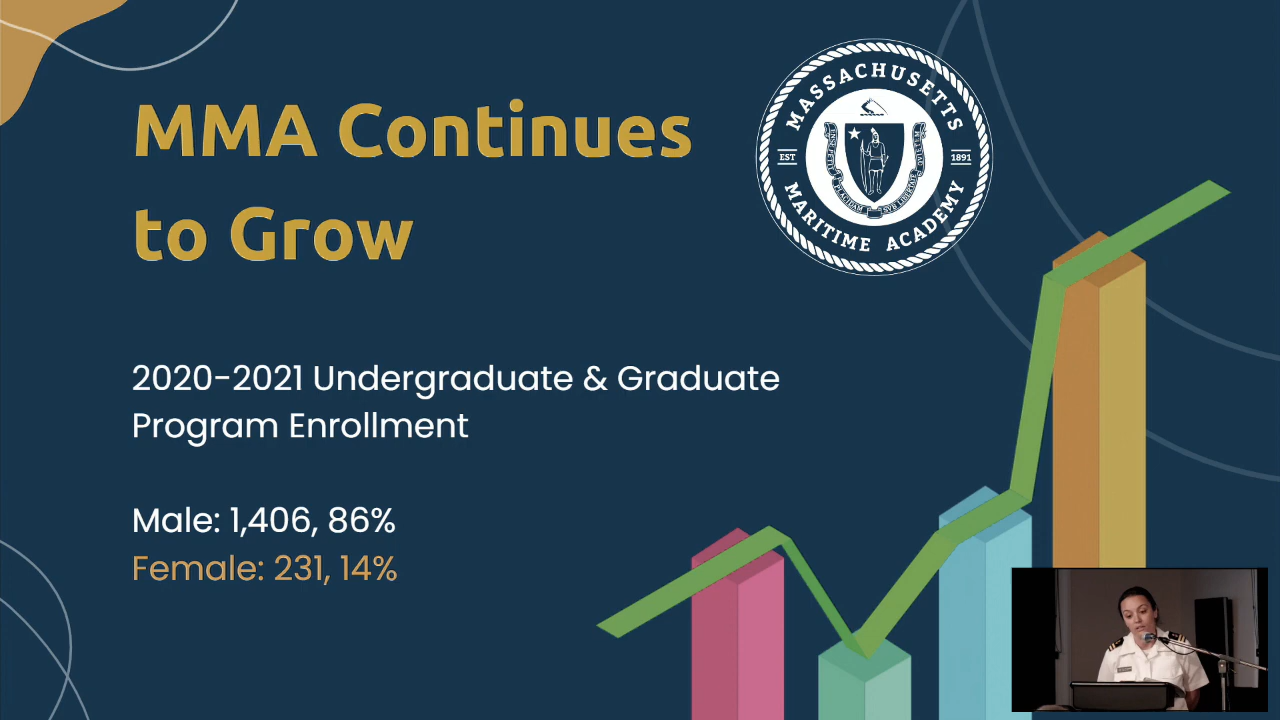 MMA Continues
to Grow
MASSACHUSETTS
EST
1891
MARITIME ACADEMY
2020-2021 Undergraduate & Graduate
Program Enrollment
Male: 1,406, 86%
Female: 231, 14%